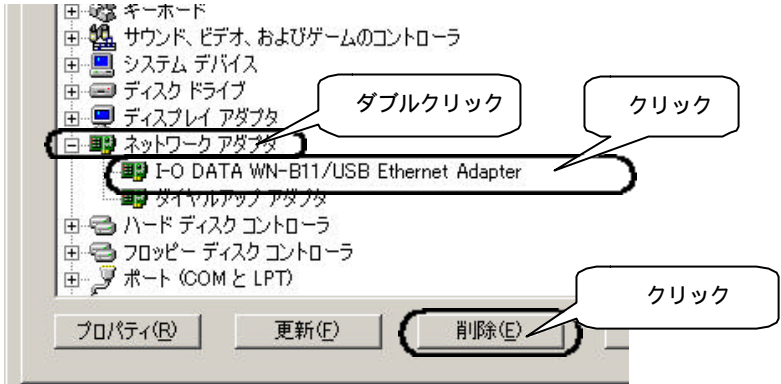 キーボード
サウンド、ビデオ、およびゲームのコントローラ
システム デバイス
ディスク ドライブ
ディスプレイ アダプタ
ダブルクリック
クリック
ネットワーク アダプタ
I-O DATA WN-B11/USB Ethernet Adapter
ダイヤルアップ アダプタ
ハード ディスク コントローラ
フロッピー ディスク コントローラ
ポート (COM と LPT)
クリック
プロパティ(R)
更新(F)
削除(E)